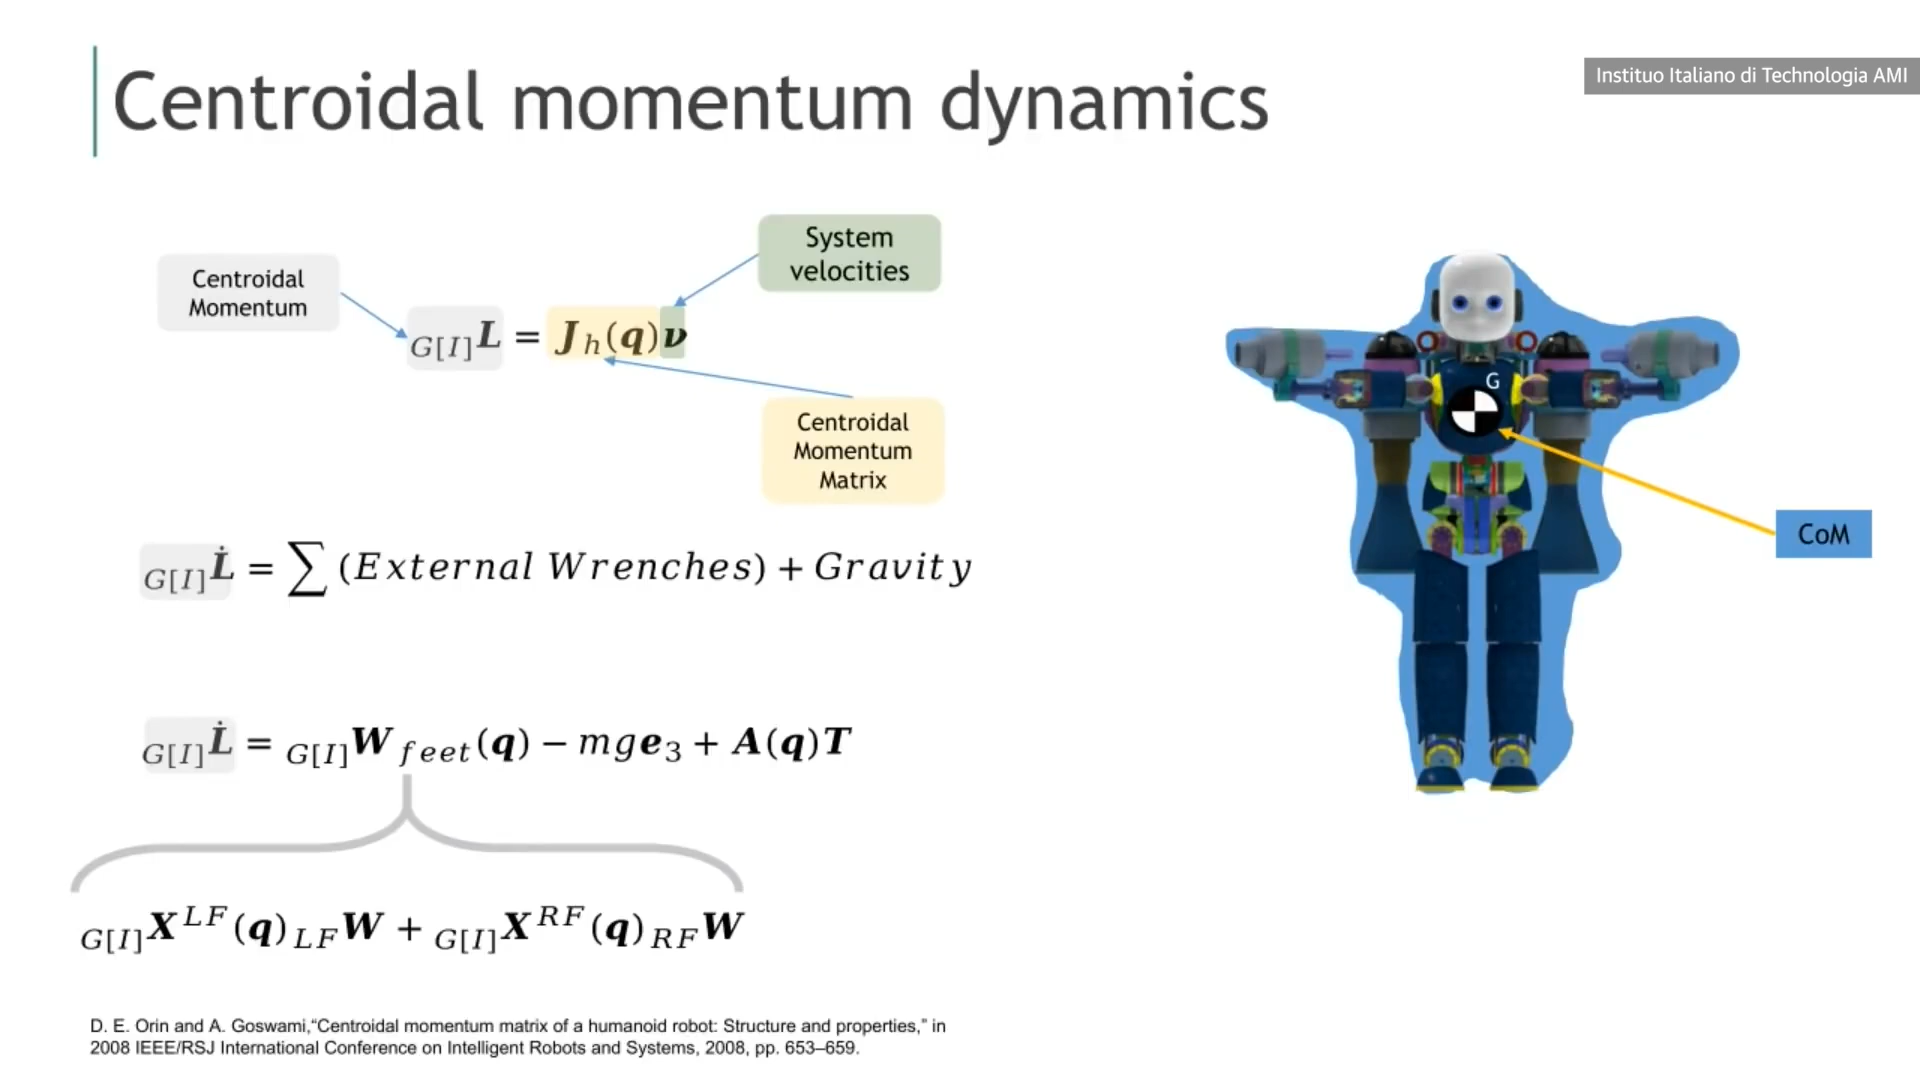 Centroidal momentum dynamics
Instituo Italiano di Technologia AMI
System
velocities
Centroidal
Momentum
G[I]L = J_h(q)ν
Centroidal
Momentum
Matrix
G[I]L̇ = ∑ (External Wrenches) + Gravity
G[I]L̇ = G[I]W_feet(q) − mge₃ + A(q)T
G[I]X^LF(q) LF W + G[I]X^RF(q) RF W
G
CoM
D. E. Orin and A. Goswami,“Centroidal momentum matrix of a humanoid robot: Structure and properties,” in
2008 IEEE/RSJ International Conference on Intelligent Robots and Systems, 2008, pp. 653–659.